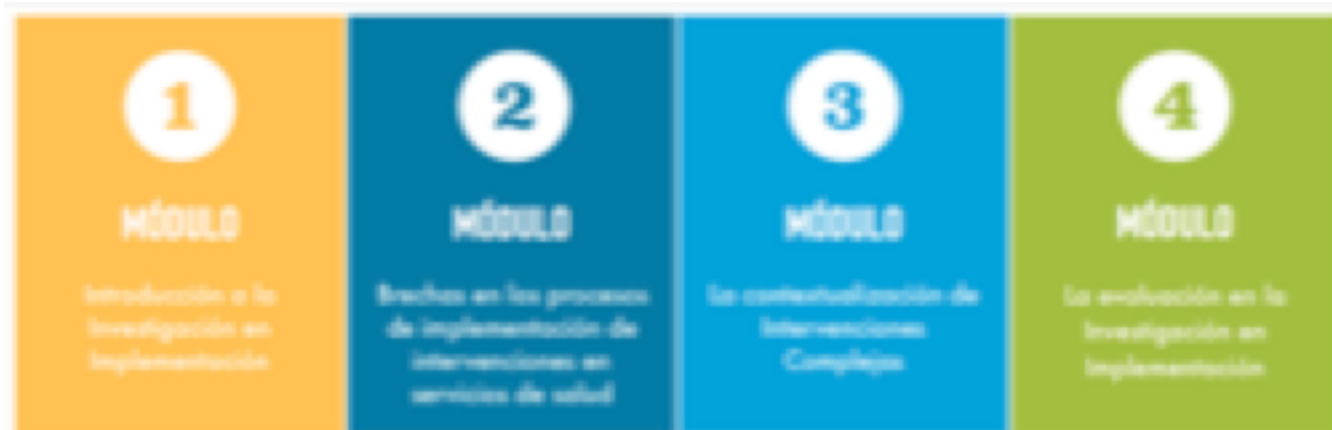 1
MÓDULO
Introducción a la
Investigación en
Implementación
2
MÓDULO
Brechas en los procesos
de implementación de
intervenciones en
servicios de salud
3
MÓDULO
La contextualización de
Intervenciones
Complejas
4
MÓDULO
La evaluación en la
Investigación en
Implementación